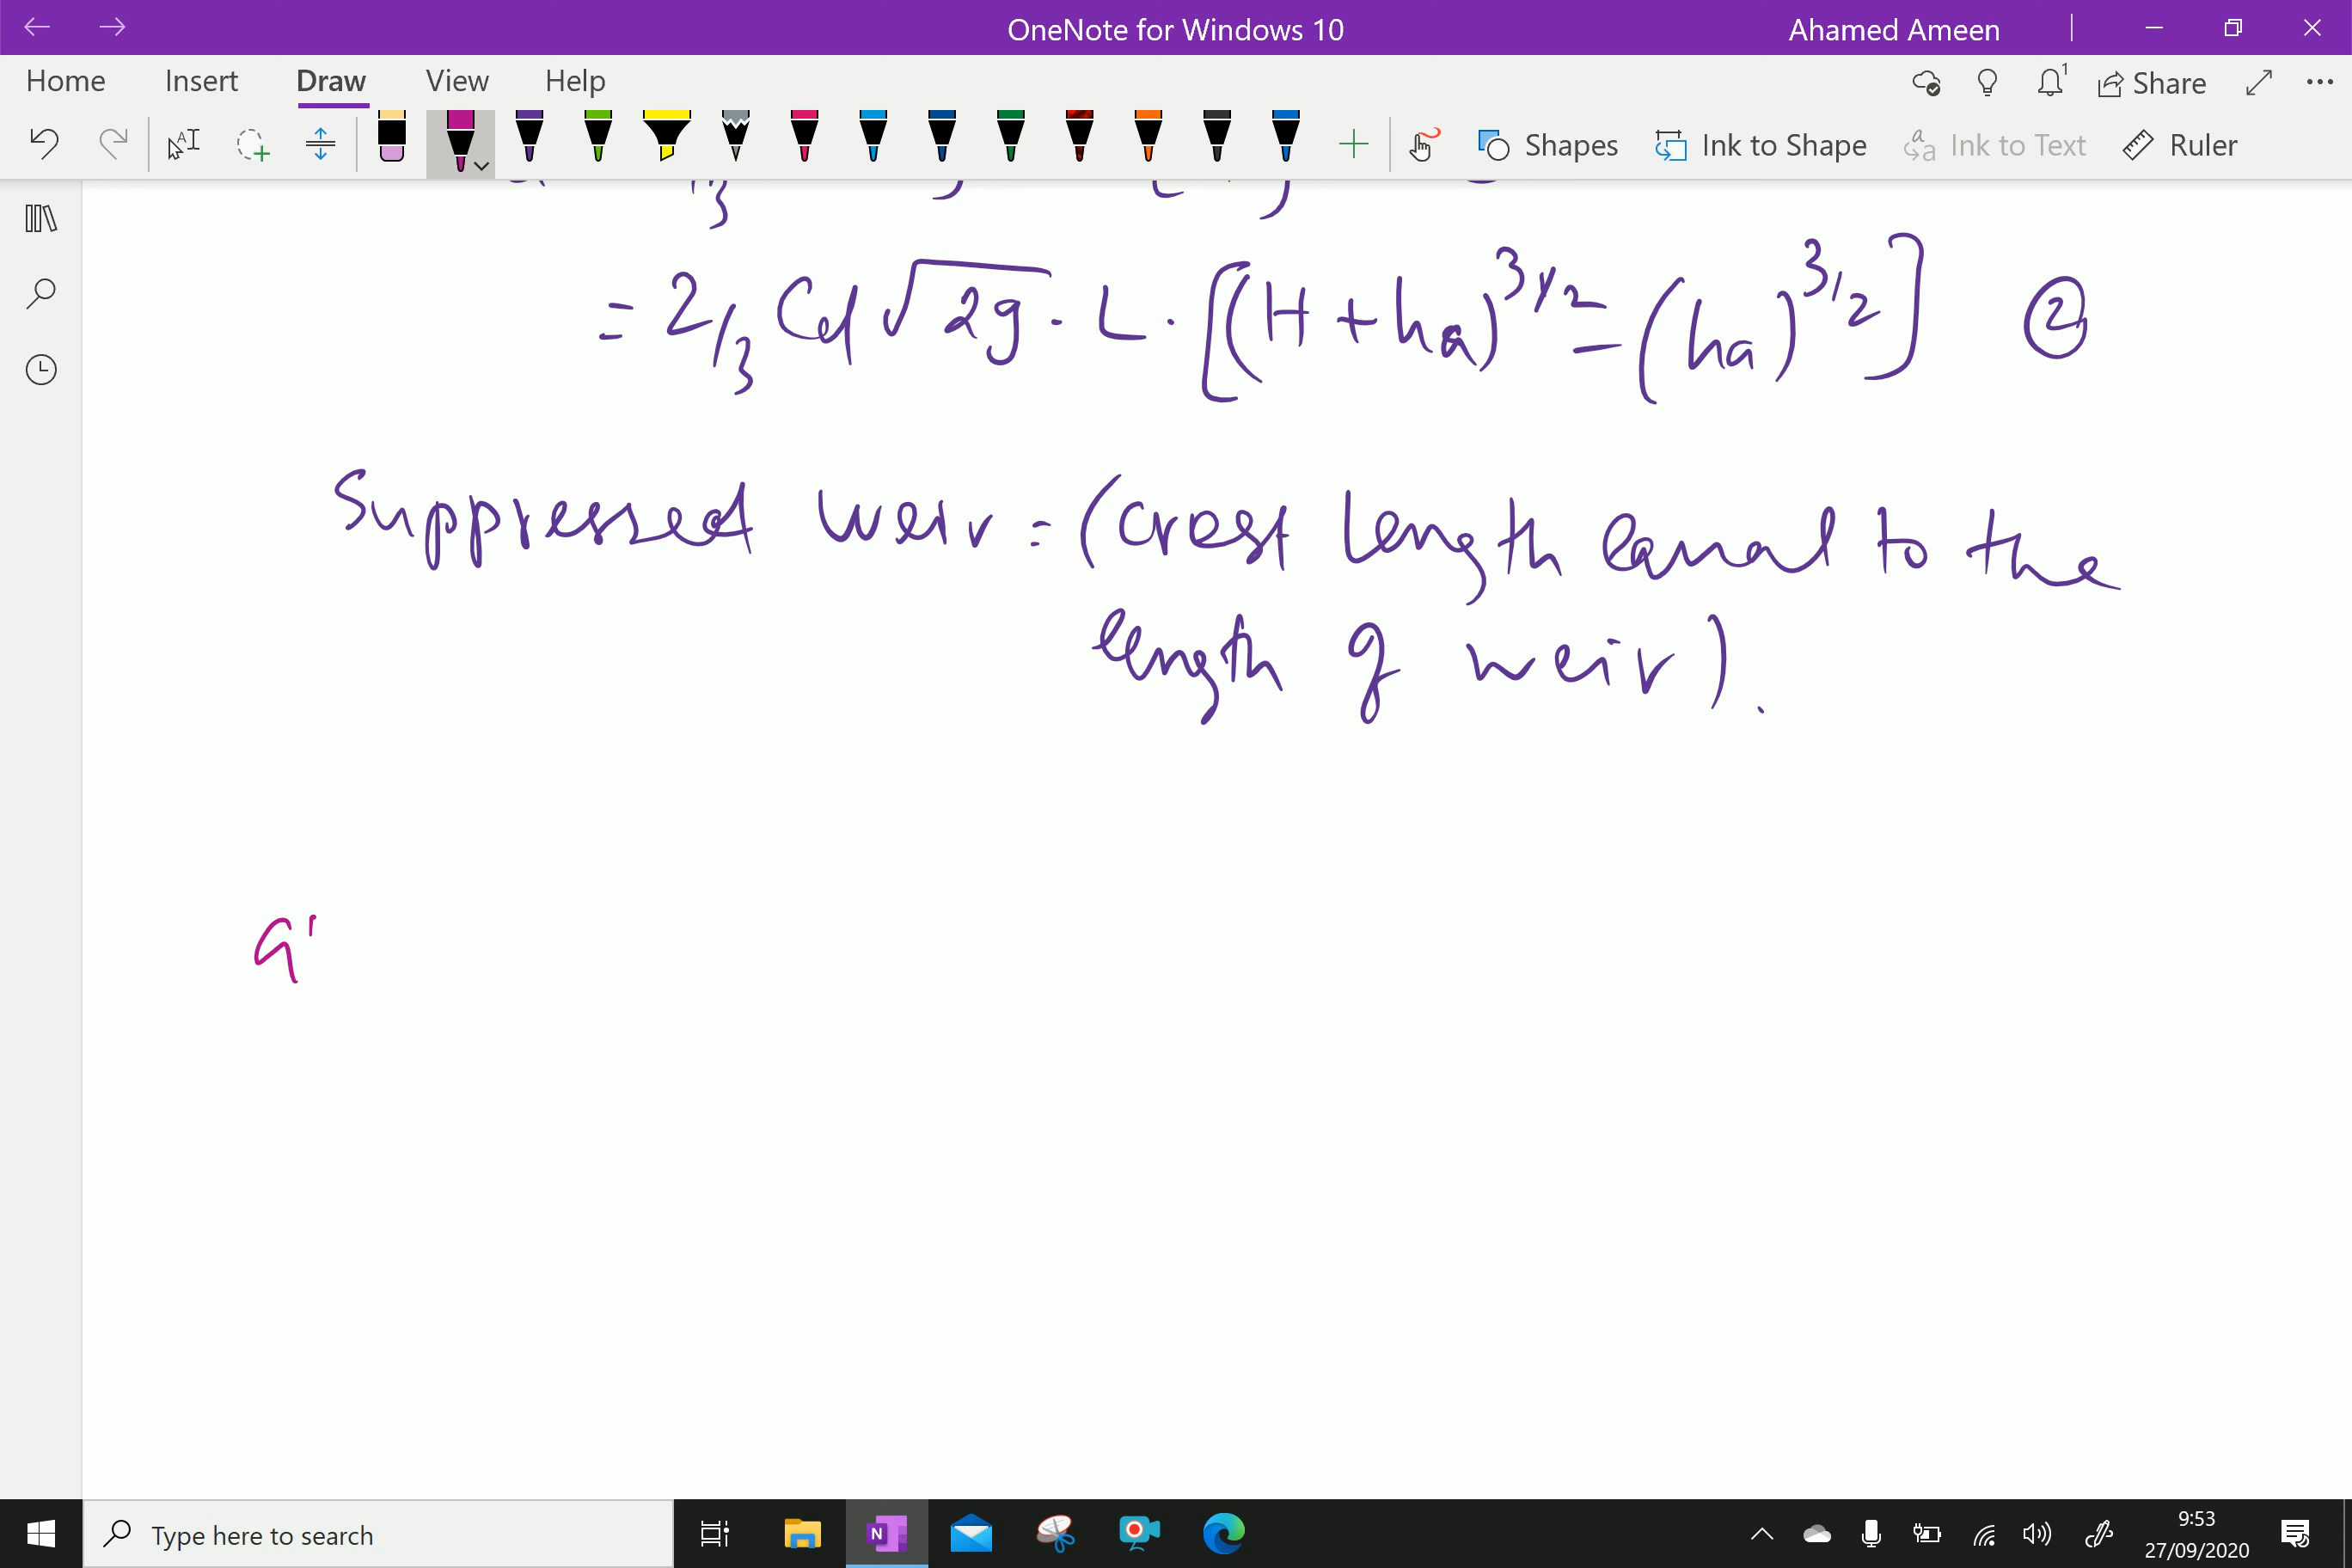 OneNote for Windows 10
Ahamed Ameen
Home Insert Draw View Help
1
Share
Shapes
Ink to Shape
Ink to Text
Ruler
= 2/3 Cd √2g . L . [(H + ha)^3/2 − (ha)^3/2] ②
Suppressed weir = (crest length equal to the
length of weir).
Type here to search
9:53
27/09/2020